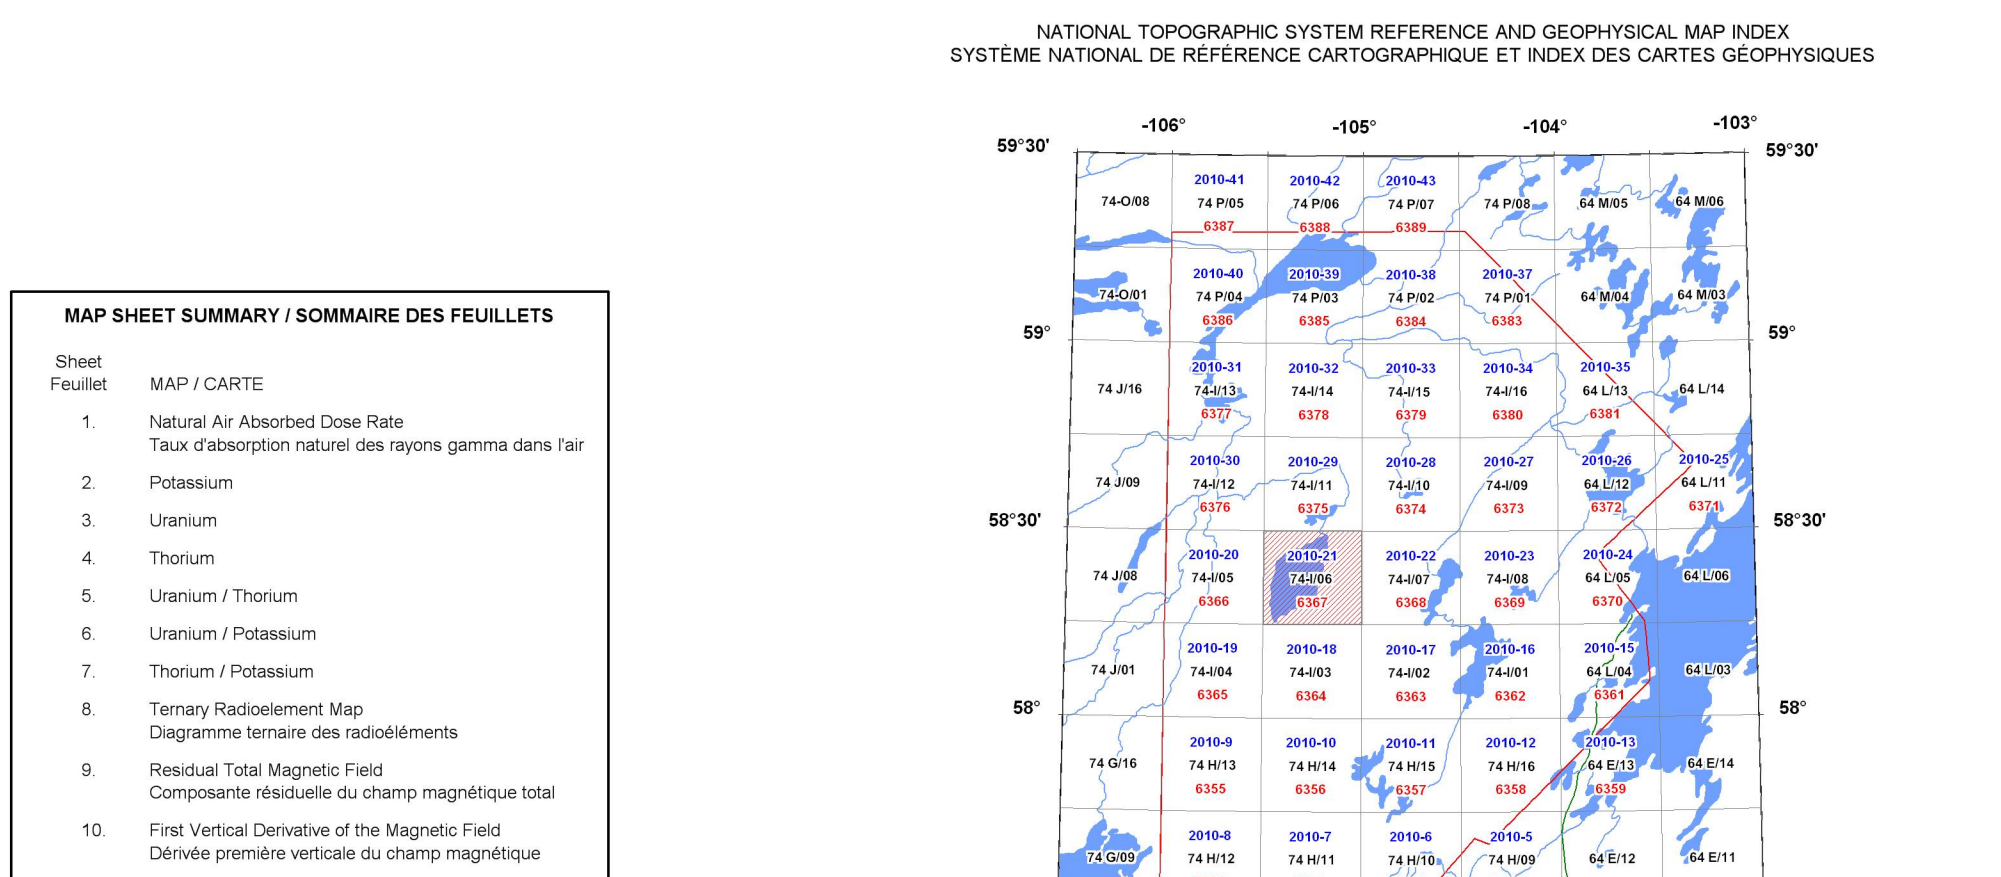 NATIONAL TOPOGRAPHIC SYSTEM REFERENCE AND GEOPHYSICAL MAP INDEX
SYSTÈME NATIONAL DE RÉFÉRENCE CARTOGRAPHIQUE ET INDEX DES CARTES GÉOPHYSIQUES
MAP SHEET SUMMARY / SOMMAIRE DES FEUILLETS
Sheet
Feuillet MAP / CARTE
1. Natural Air Absorbed Dose Rate
Taux d'absorption naturel des rayons gamma dans l'air
2. Potassium
3. Uranium
4. Thorium
5. Uranium / Thorium
6. Uranium / Potassium
7. Thorium / Potassium
8. Ternary Radioelement Map
Diagramme ternaire des radioéléments
9. Residual Total Magnetic Field
Composante résiduelle du champ magnétique total
10. First Vertical Derivative of the Magnetic Field
Dérivée première verticale du champ magnétique
-106° -105° -104° -103°
59°30' 59°30'
2010-41 2010-42 2010-43
74-O/08 74 P/05 74 P/06 74 P/07 74 P/08 64 M/05 64 M/06
6387 6388 6389
2010-40 2010-39 2010-38 2010-37
74-O/01 74 P/04 74 P/03 74 P/02 74 P/01 64 M/04 64 M/03
6386 6385 6384 6383
59° 59°
2010-31 2010-32 2010-33 2010-34 2010-35
74 J/16 74-I/13 74-I/14 74-I/15 74-I/16 64 L/13 64 L/14
6377 6378 6379 6380 6381
2010-30 2010-29 2010-28 2010-27 2010-26 2010-25
74 J/09 74-I/12 74-I/11 74-I/10 74-I/09 64 L/12 64 L/11
6376 6375 6374 6373 6372 6371
58°30' 58°30'
2010-20 2010-21 2010-22 2010-23 2010-24
74 J/08 74-I/05 74-I/06 74-I/07 74-I/08 64 L/05 64 L/06
6366 6367 6368 6369 6370
2010-19 2010-18 2010-17 2010-16 2010-15
74 J/01 74-I/04 74-I/03 74-I/02 74-I/01 64 L/04 64 L/03
6365 6364 6363 6362 6361
58° 58°
2010-9 2010-10 2010-11 2010-12 2010-13
74 G/16 74 H/13 74 H/14 74 H/15 74 H/16 64 E/13 64 E/14
6355 6356 6357 6358 6359
2010-8 2010-7 2010-6 2010-5
74 G/09 74 H/12 74 H/11 74 H/10 74 H/09 64 E/12 64 E/11